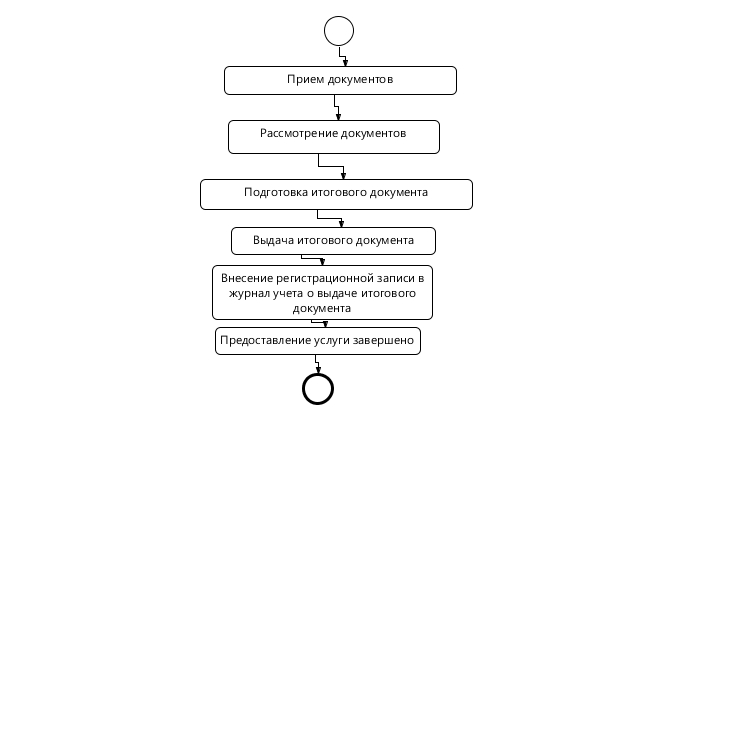 Прием документов
Рассмотрение документов
Подготовка итогового документа
Выдача итогового документа
Внесение регистрационной записи в
журнал учета о выдаче итогового
документа
Предоставление услуги завершено